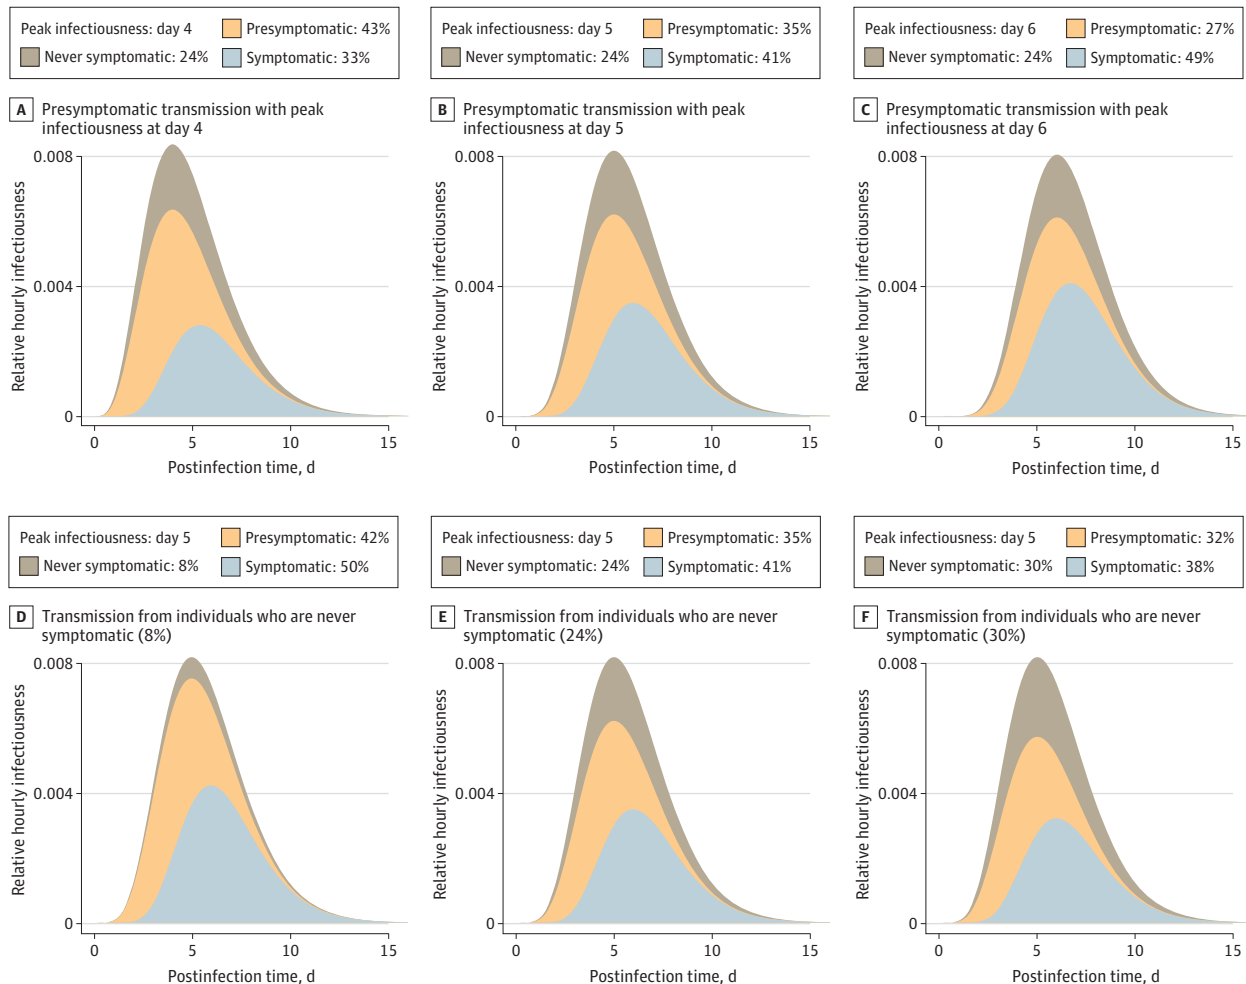 Peak infectiousness: day 4 Presymptomatic: 43%
Never symptomatic: 24% Symptomatic: 33%
A Presymptomatic transmission with peak
infectiousness at day 4
0.008
0.004
0
Relative hourly infectiousness
0 5 10 15
Postinfection time, d
Peak infectiousness: day 5 Presymptomatic: 35%
Never symptomatic: 24% Symptomatic: 41%
B Presymptomatic transmission with peak
infectiousness at day 5
0.008
0.004
0
Relative hourly infectiousness
0 5 10 15
Postinfection time, d
Peak infectiousness: day 6 Presymptomatic: 27%
Never symptomatic: 24% Symptomatic: 49%
C Presymptomatic transmission with peak
infectiousness at day 6
0.008
0.004
0
Relative hourly infectiousness
0 5 10 15
Postinfection time, d
Peak infectiousness: day 5 Presymptomatic: 42%
Never symptomatic: 8% Symptomatic: 50%
D Transmission from individuals who are never
symptomatic (8%)
0.008
0.004
0
Relative hourly infectiousness
0 5 10 15
Postinfection time, d
Peak infectiousness: day 5 Presymptomatic: 35%
Never symptomatic: 24% Symptomatic: 41%
E Transmission from individuals who are never
symptomatic (24%)
0.008
0.004
0
Relative hourly infectiousness
0 5 10 15
Postinfection time, d
Peak infectiousness: day 5 Presymptomatic: 32%
Never symptomatic: 30% Symptomatic: 38%
F Transmission from individuals who are never
symptomatic (30%)
0.008
0.004
0
Relative hourly infectiousness
0 5 10 15
Postinfection time, d